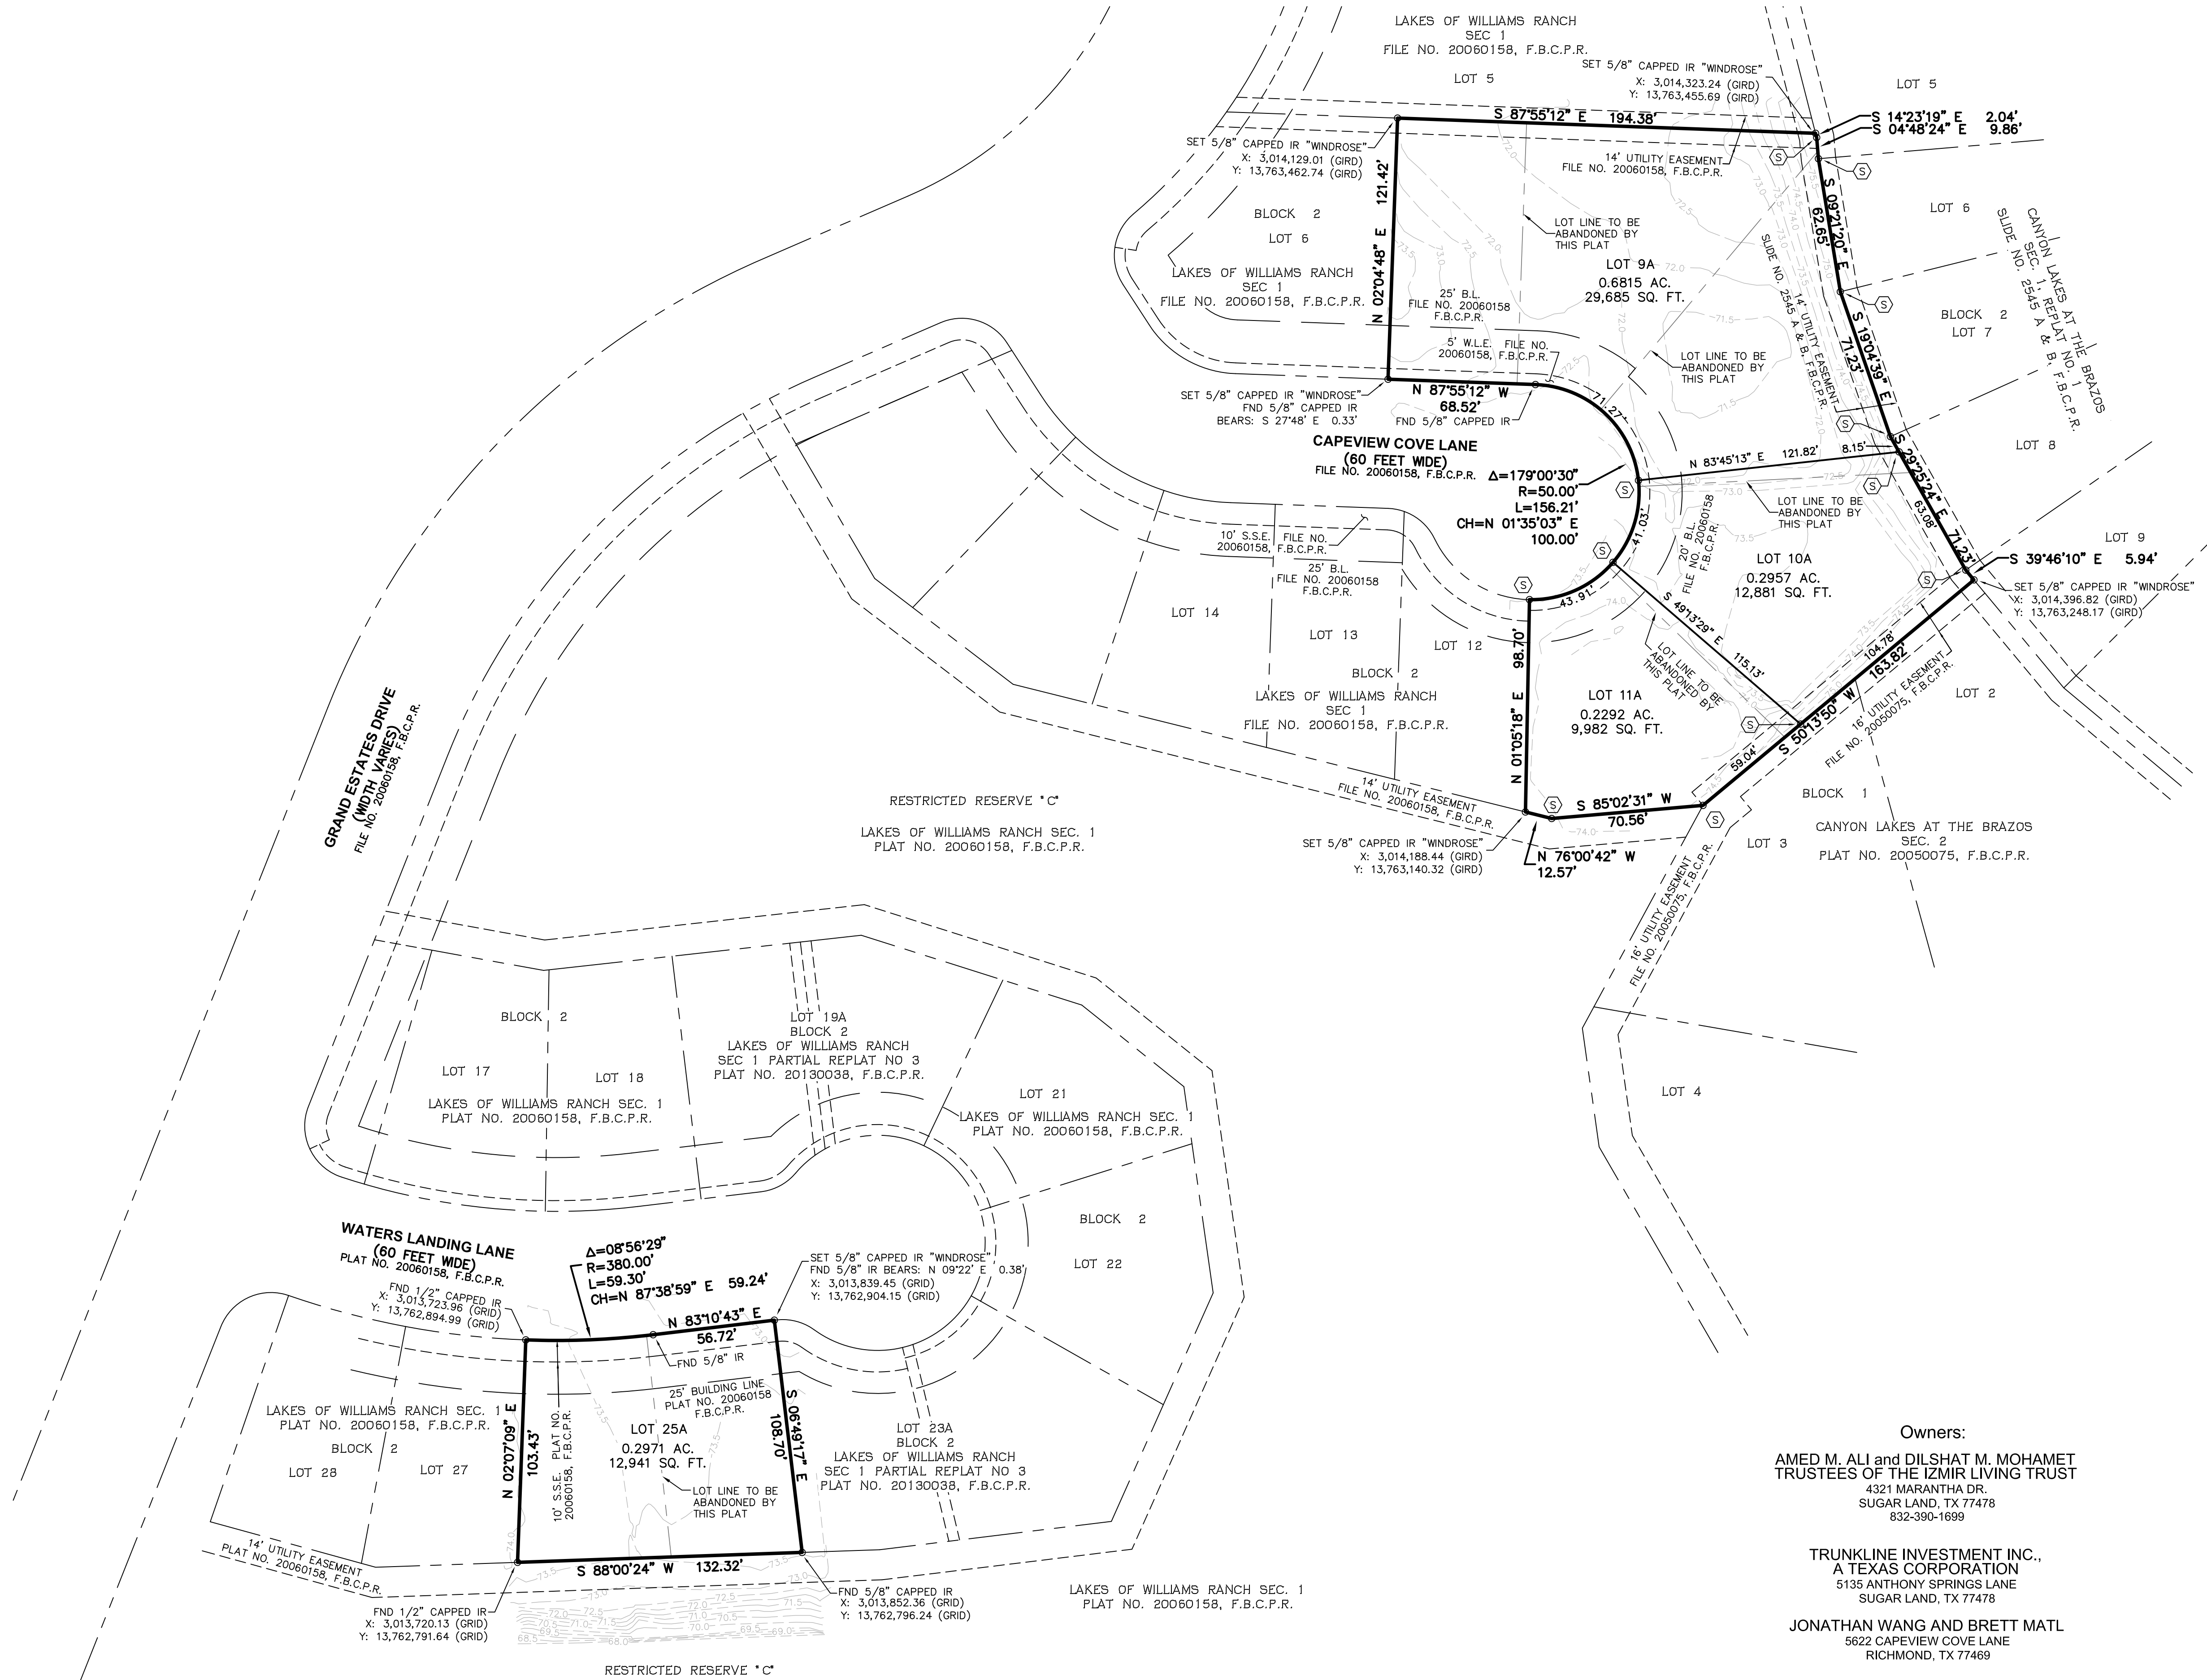 LAKES OF WILLIAMS RANCH
SEC 1
FILE NO. 20060158, F.B.C.P.R.
LOT 5
SET 5/8" CAPPED IR "WINDROSE"
X: 3,014,323.24 (GIRD)
Y: 13,763,455.69 (GIRD)
LOT 5
S 14°23'19" E 2.04'
S 04°48'24" E 9.86'
S 87°55'12" E 194.38'
SET 5/8" CAPPED IR "WINDROSE"
X: 3,014,129.01 (GIRD)
Y: 13,763,462.74 (GIRD)
14' UTILITY EASEMENT
FILE NO. 20060158, F.B.C.P.R.
S
S
72.0
72.5
73.0
73.5
74.0
74.5
75.0
75.5
N 02°04'48" E 121.42'
S 09°21'20" E
62.65'
BLOCK 2
LOT 6
LAKES OF WILLIAMS RANCH
SEC 1
FILE NO. 20060158, F.B.C.P.R.
LOT LINE TO BE
ABANDONED BY
THIS PLAT
LOT 9A
0.6815 AC.
29,685 SQ. FT.
25' B.L.
FILE NO. 20060158
F.B.C.P.R.
5' W.L.E. FILE NO.
20060158, F.B.C.P.R.
LOT LINE TO BE
ABANDONED BY
THIS PLAT
14' UTILITY EASEMENT
SLIDE NO. 2545 A & B, F.B.C.P.R.
LOT 6
CANYON LAKES AT THE BRAZOS
SEC. 1, REPLAT NO. 1
SLIDE NO. 2545 A & B, F.B.C.P.R.
S
BLOCK 2
LOT 7
S 19°04'39" E
71.23'
71.5
71.5
SET 5/8" CAPPED IR "WINDROSE"
FND 5/8" CAPPED IR
BEARS: S 27°48' E 0.33'
N 87°55'12" W
68.52'
FND 5/8" CAPPED IR
71.27'
CAPEVIEW COVE LANE
(60 FEET WIDE)
FILE NO. 20060158, F.B.C.P.R.
Δ=179°00'30"
R=50.00'
L=156.21'
CH=N 01°35'03" E
100.00'
S
S
S
N 83°45'13" E 121.82'
8.15'
LOT 8
S 29°25'24" E 71.23'
63.08'
LOT LINE TO BE
ABANDONED BY
THIS PLAT
41.03'
20' B.L.
FILE NO. 20060158
F.B.C.P.R.
LOT 10A
0.2957 AC.
12,881 SQ. FT.
LOT 9
S 39°46'10" E 5.94'
S
SET 5/8" CAPPED IR "WINDROSE"
X: 3,014,396.82 (GIRD)
Y: 13,763,248.17 (GIRD)
10' S.S.E. FILE NO.
20060158, F.B.C.P.R.
25' B.L.
FILE NO. 20060158
F.B.C.P.R.
S
S
43.91'
S 49°13'29" E 115.13'
LOT LINE TO BE
ABANDONED BY
THIS PLAT
LOT 14
LOT 13
LOT 12
BLOCK 2
LAKES OF WILLIAMS RANCH
SEC 1
FILE NO. 20060158, F.B.C.P.R.
N 01°05'18" E 98.70'
LOT 11A
0.2292 AC.
9,982 SQ. FT.
104.78'
S 50°13'50" W 163.82'
59.04'
S
16' UTILITY EASEMENT
FILE NO. 20050075, F.B.C.P.R.
LOT 2
14' UTILITY EASEMENT
FILE NO. 20060158, F.B.C.P.R.
S
S 85°02'31" W
70.56'
S
SET 5/8" CAPPED IR "WINDROSE"
X: 3,014,188.44 (GIRD)
Y: 13,763,140.32 (GIRD)
N 76°00'42" W
12.57'
BLOCK 1
LOT 3
CANYON LAKES AT THE BRAZOS
SEC. 2
PLAT NO. 20050075, F.B.C.P.R.
16' UTILITY EASEMENT
FILE NO. 20050075, F.B.C.P.R.
LOT 4
GRAND ESTATES DRIVE
(WIDTH VARIES)
FILE NO. 20060158, F.B.C.P.R.
RESTRICTED RESERVE "C"
LAKES OF WILLIAMS RANCH SEC. 1
PLAT NO. 20060158, F.B.C.P.R.
BLOCK 2
LOT 17
LOT 18
LAKES OF WILLIAMS RANCH SEC. 1
PLAT NO. 20060158, F.B.C.P.R.
LOT 19A
BLOCK 2
LAKES OF WILLIAMS RANCH
SEC 1 PARTIAL REPLAT NO 3
PLAT NO. 20130038, F.B.C.P.R.
LOT 21
LAKES OF WILLIAMS RANCH SEC. 1
PLAT NO. 20060158, F.B.C.P.R.
BLOCK 2
LOT 22
WATERS LANDING LANE
(60 FEET WIDE)
PLAT NO. 20060158, F.B.C.P.R.
FND 1/2" CAPPED IR
X: 3,013,723.96 (GRID)
Y: 13,762,894.99 (GRID)
Δ=08°56'29"
R=380.00'
L=59.30'
CH=N 87°38'59" E 59.24'
SET 5/8" CAPPED IR "WINDROSE"
FND 5/8" IR BEARS: N 09°22' E 0.38'
X: 3,013,839.45 (GRID)
Y: 13,762,904.15 (GRID)
N 83°10'43" E
56.72'
FND 5/8" IR
25' BUILDING LINE
PLAT NO. 20060158
F.B.C.P.R.
LAKES OF WILLIAMS RANCH SEC. 1
PLAT NO. 20060158, F.B.C.P.R.
BLOCK 2
LOT 28
LOT 27
N 02°07'09" E
103.43'
10' S.S.E. PLAT NO.
20060158, F.B.C.P.R.
LOT 25A
0.2971 AC.
12,941 SQ. FT.
LOT LINE TO BE
ABANDONED BY
THIS PLAT
S 06°49'17" E
108.70'
LOT 23A
BLOCK 2
LAKES OF WILLIAMS RANCH
SEC 1 PARTIAL REPLAT NO 3
PLAT NO. 20130038, F.B.C.P.R.
14' UTILITY EASEMENT
PLAT NO. 20060158, F.B.C.P.R.
S 88°00'24" W 132.32'
FND 1/2" CAPPED IR
X: 3,013,720.13 (GRID)
Y: 13,762,791.64 (GRID)
FND 5/8" CAPPED IR
X: 3,013,852.36 (GRID)
Y: 13,762,796.24 (GRID)
LAKES OF WILLIAMS RANCH SEC. 1
PLAT NO. 20060158, F.B.C.P.R.
RESTRICTED RESERVE "C"
Owners:
AMED M. ALI and DILSHAT M. MOHAMET
TRUSTEES OF THE IZMIR LIVING TRUST
4321 MARANTHA DR.
SUGAR LAND, TX 77478
832-390-1699
TRUNKLINE INVESTMENT INC.,
A TEXAS CORPORATION
5135 ANTHONY SPRINGS LANE
SUGAR LAND, TX 77478
JONATHAN WANG AND BRETT MATL
5622 CAPEVIEW COVE LANE
RICHMOND, TX 77469